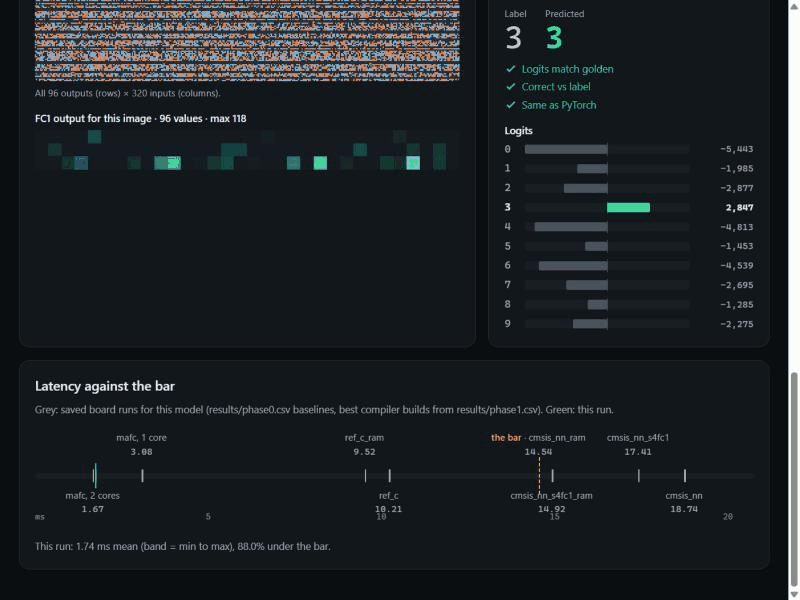 Label Predicted
3 3
✓ Logits match golden
✓ Correct vs label
✓ Same as PyTorch
All 96 outputs (rows) × 320 inputs (columns).
FC1 output for this image · 96 values · max 118
Logits
0 −5,443
1 −1,985
2 −2,877
3 2,847
4 −4,813
5 −1,453
6 −4,539
7 −2,695
8 −1,285
9 −2,275
Latency against the bar
Grey: saved board runs for this model (results/phase0.csv baselines, best compiler builds from results/phase1.csv). Green: this run.
mafc, 1 core ref_c_ram the bar · cmsis_nn_ram cmsis_nn_s4fc1
3.08 9.52 14.54 17.41
mafc, 2 cores ref_c cmsis_nn_s4fc1_ram cmsis_nn
1.67 10.21 14.92 18.74
ms 5 10 15 20
This run: 1.74 ms mean (band = min to max), 88.0% under the bar.